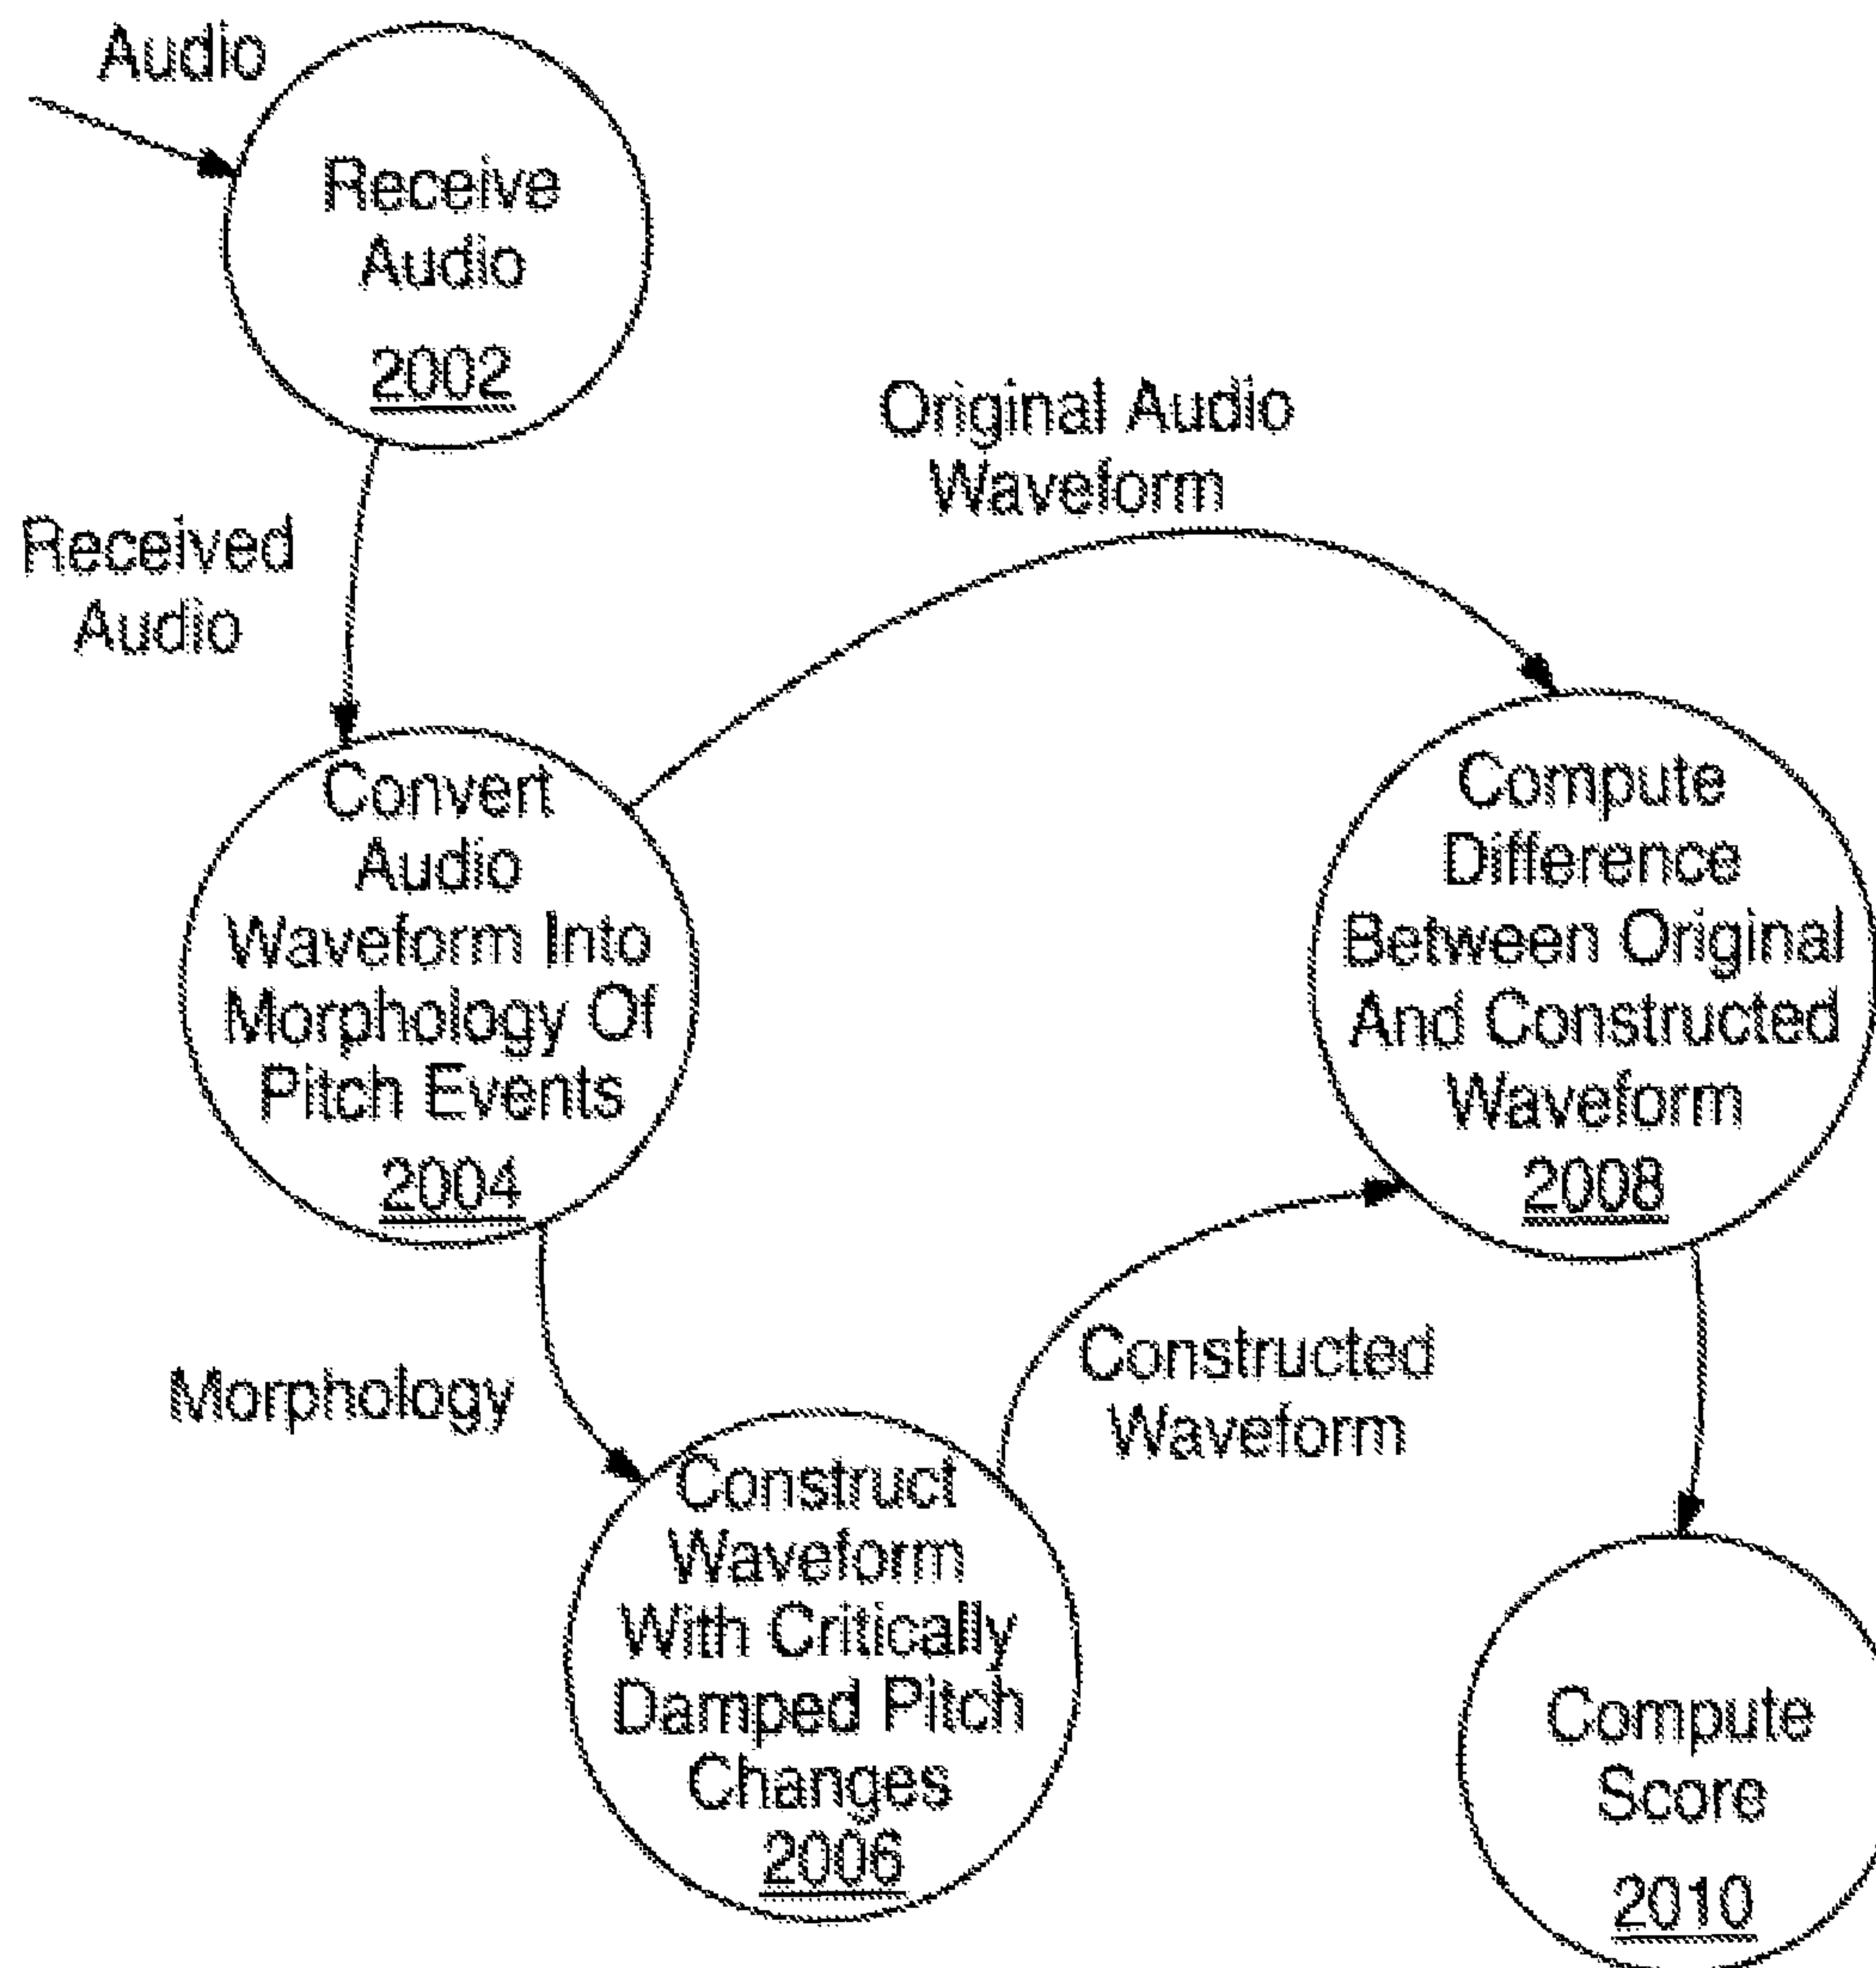 Audio
Receive
Audio
2002
Received
Audio
Original Audio
Waveform
Convert
Audio
Waveform Into
Morphology Of
Pitch Events
2004
Compute
Difference
Between Original
And Constructed
Waveform
2008
Morphology
Constructed
Waveform
Construct
Waveform
With Critically
Damped Pitch
Changes
2006
Compute
Score
2010